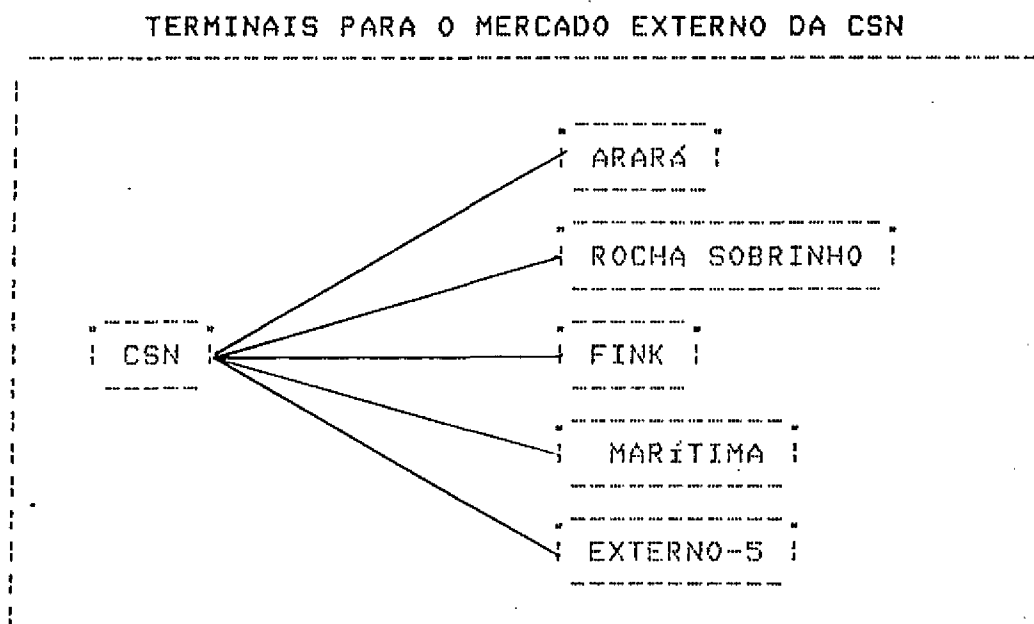 TERMINAIS PARA O MERCADO EXTERNO DA CSN
ARARÁ
ROCHA SOBRINHO
CSN
FINK
MARíTIMA
EXTERNO-5